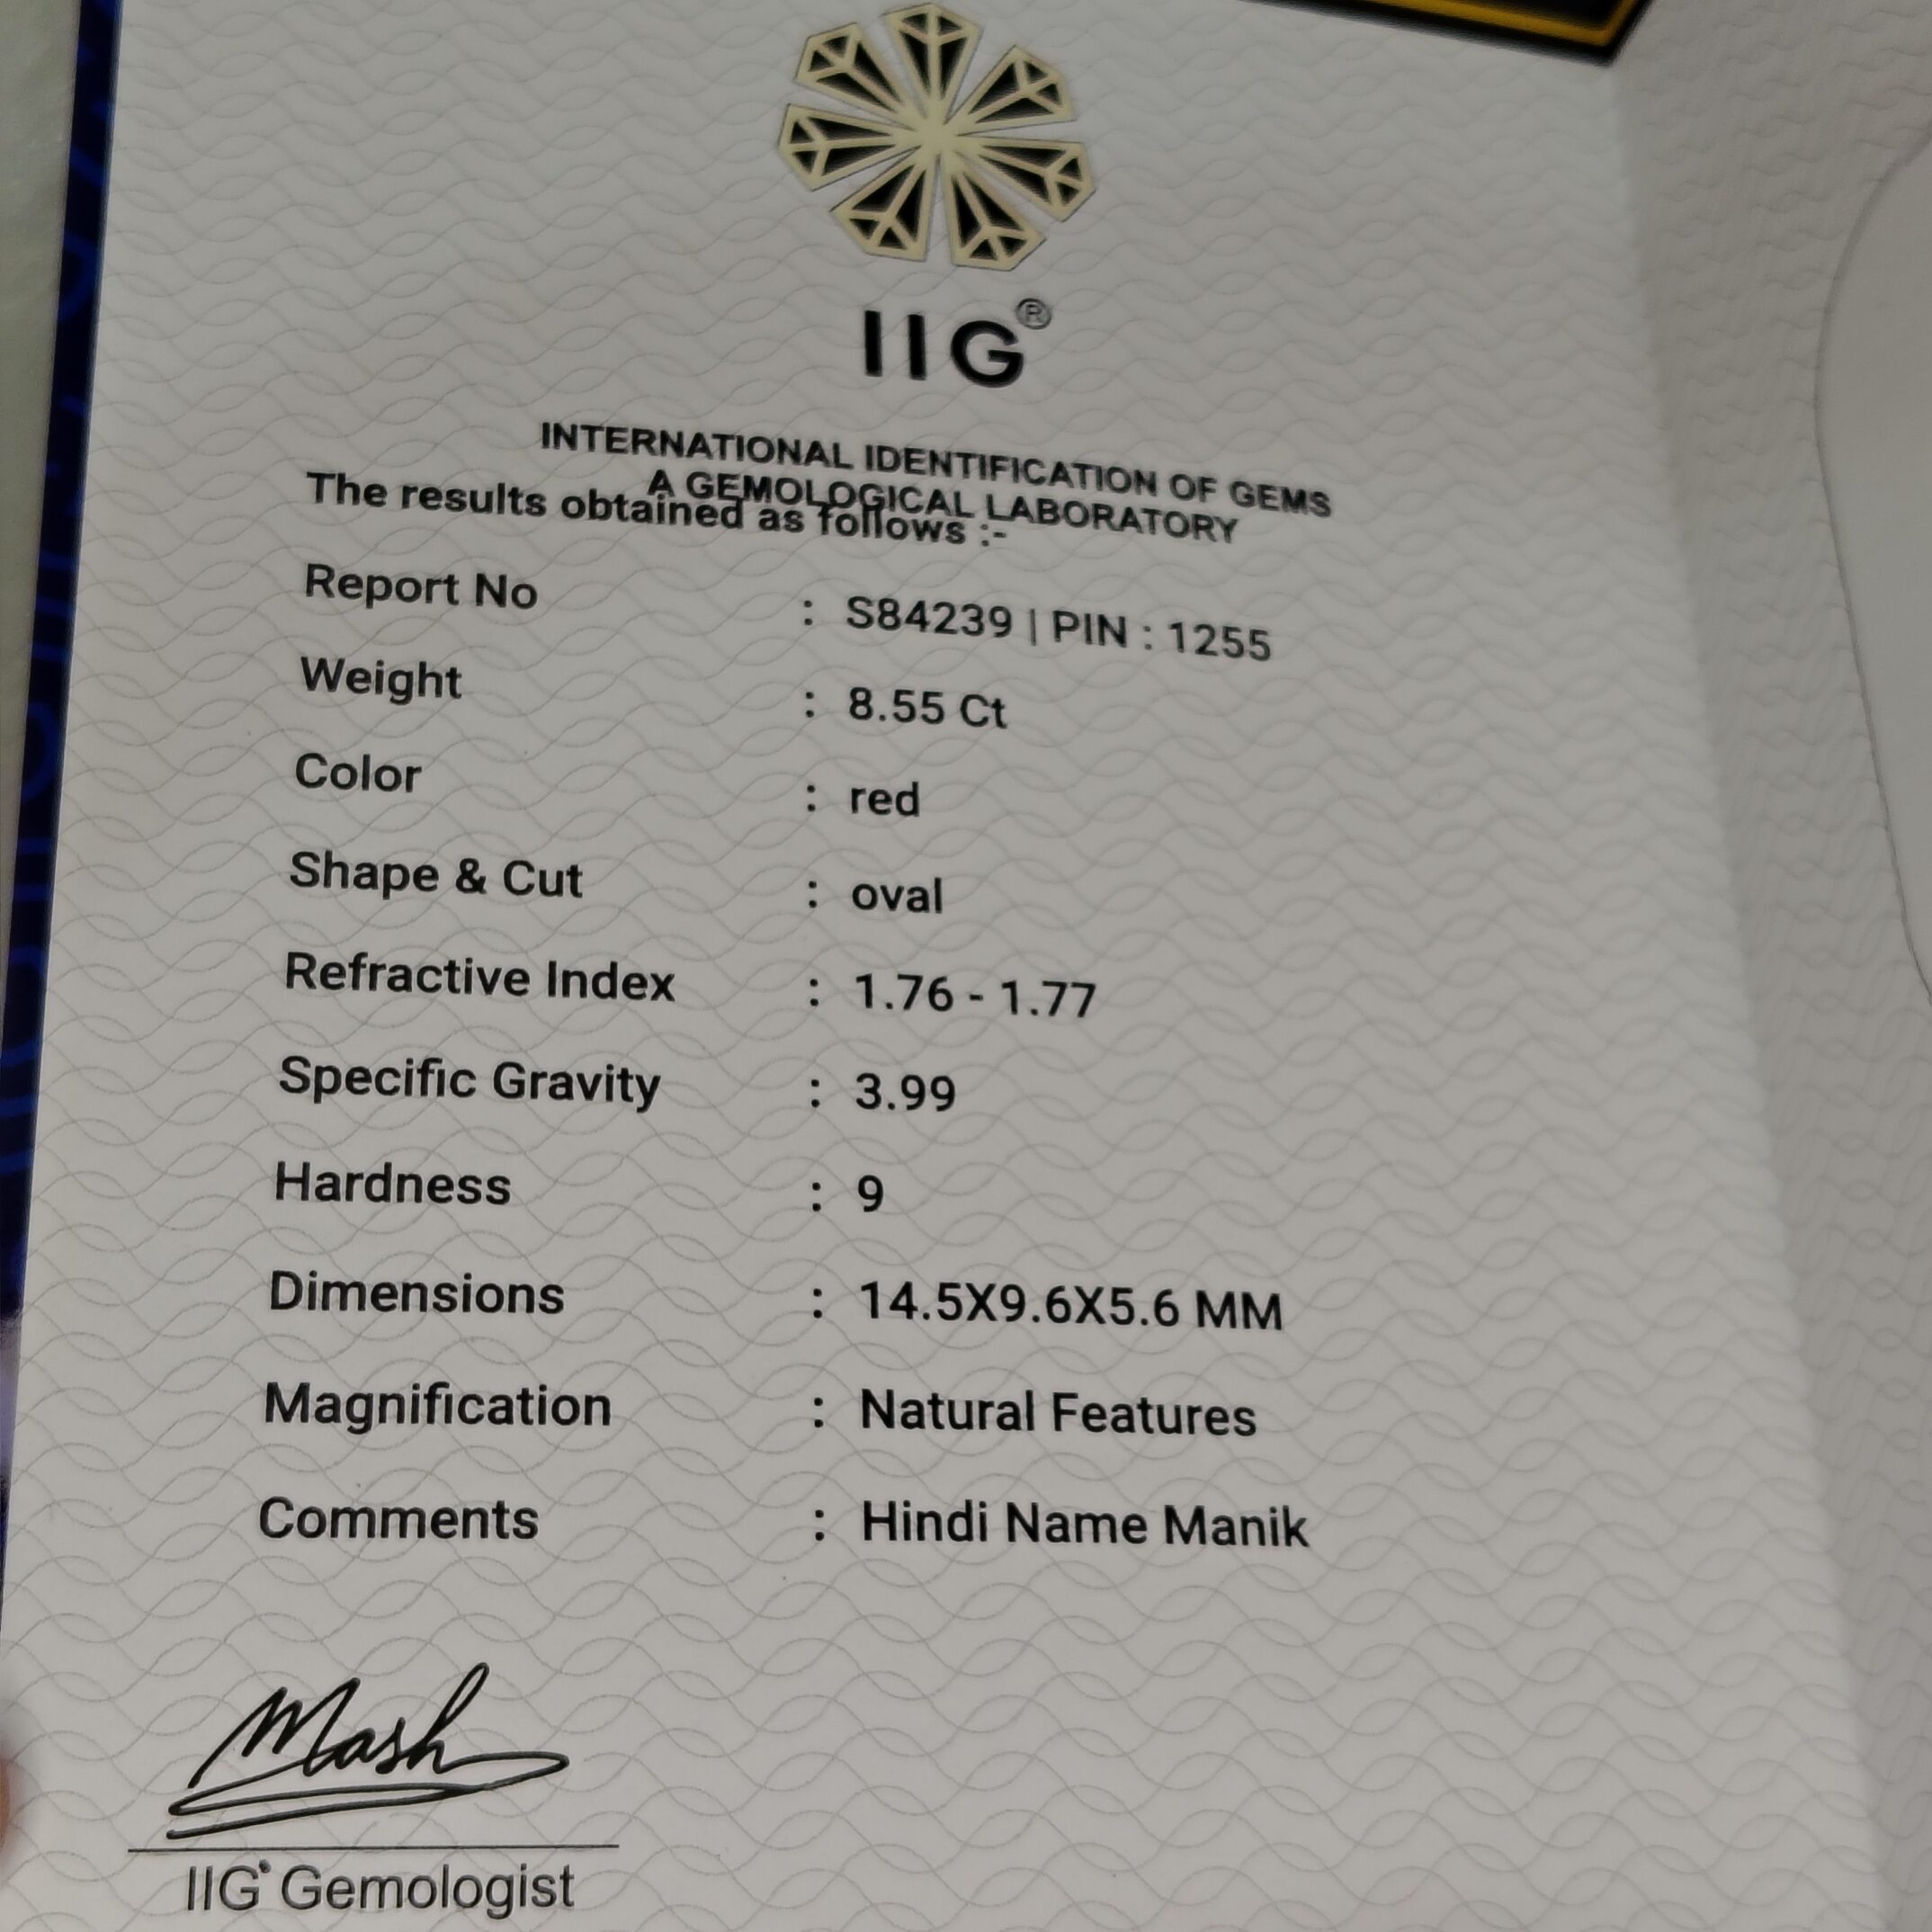 IIG®
INTERNATIONAL IDENTIFICATION OF GEMS
A GEMOLOGICAL LABORATORY
The results obtained as follows :-
Report No : S84239 | PIN : 1255
Weight : 8.55 Ct
Color : red
Shape & Cut : oval
Refractive Index : 1.76 - 1.77
Specific Gravity : 3.99
Hardness : 9
Dimensions : 14.5X9.6X5.6 MM
Magnification : Natural Features
Comments : Hindi Name Manik
Mash
IIG® Gemologist